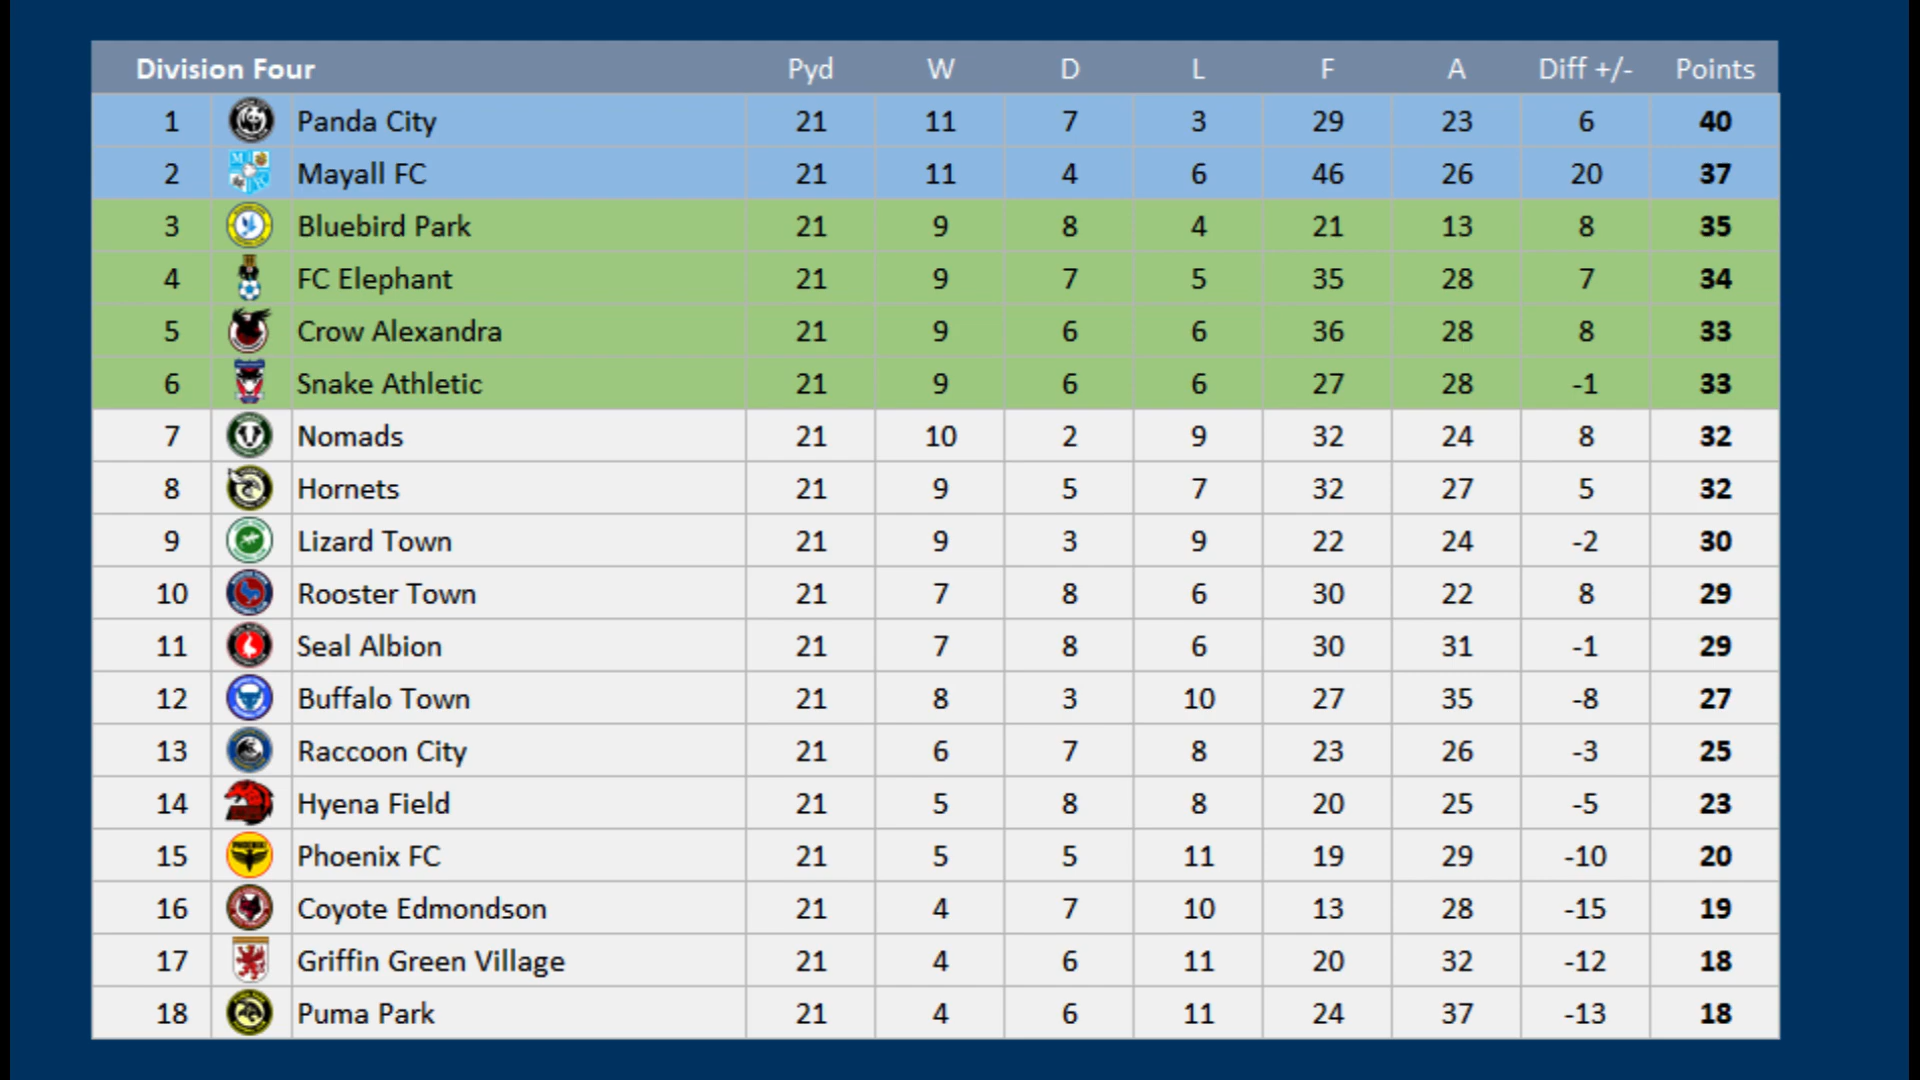 Division Four Pyd W D L F A Diff +/- Points
1 Panda City 21 11 7 3 29 23 6 40
2 Mayall FC 21 11 4 6 46 26 20 37
3 Bluebird Park 21 9 8 4 21 13 8 35
4 FC Elephant 21 9 7 5 35 28 7 34
5 Crow Alexandra 21 9 6 6 36 28 8 33
6 Snake Athletic 21 9 6 6 27 28 -1 33
7 Nomads 21 10 2 9 32 24 8 32
8 Hornets 21 9 5 7 32 27 5 32
9 Lizard Town 21 9 3 9 22 24 -2 30
10 Rooster Town 21 7 8 6 30 22 8 29
11 Seal Albion 21 7 8 6 30 31 -1 29
12 Buffalo Town 21 8 3 10 27 35 -8 27
13 Raccoon City 21 6 7 8 23 26 -3 25
14 Hyena Field 21 5 8 8 20 25 -5 23
15 Phoenix FC 21 5 5 11 19 29 -10 20
16 Coyote Edmondson 21 4 7 10 13 28 -15 19
17 Griffin Green Village 21 4 6 11 20 32 -12 18
18 Puma Park 21 4 6 11 24 37 -13 18